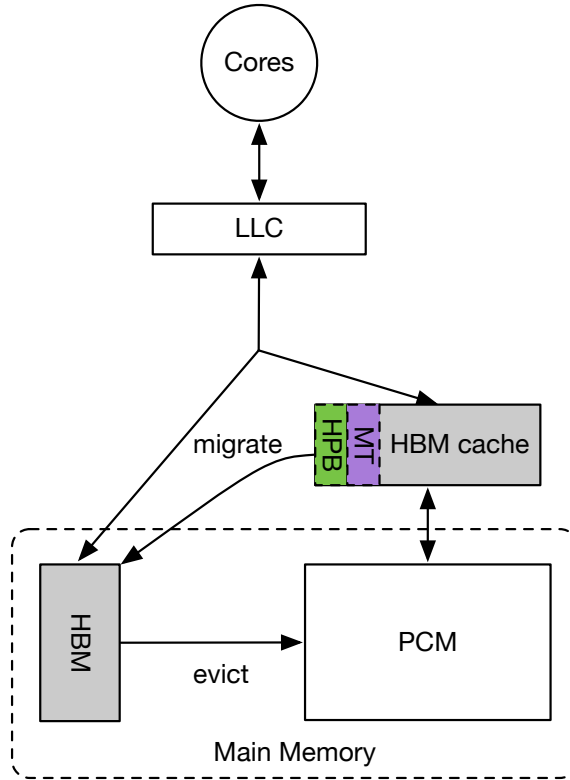 Cores
LLC
migrate
HPB
MT
HBM cache
HBM
PCM
evict
Main Memory